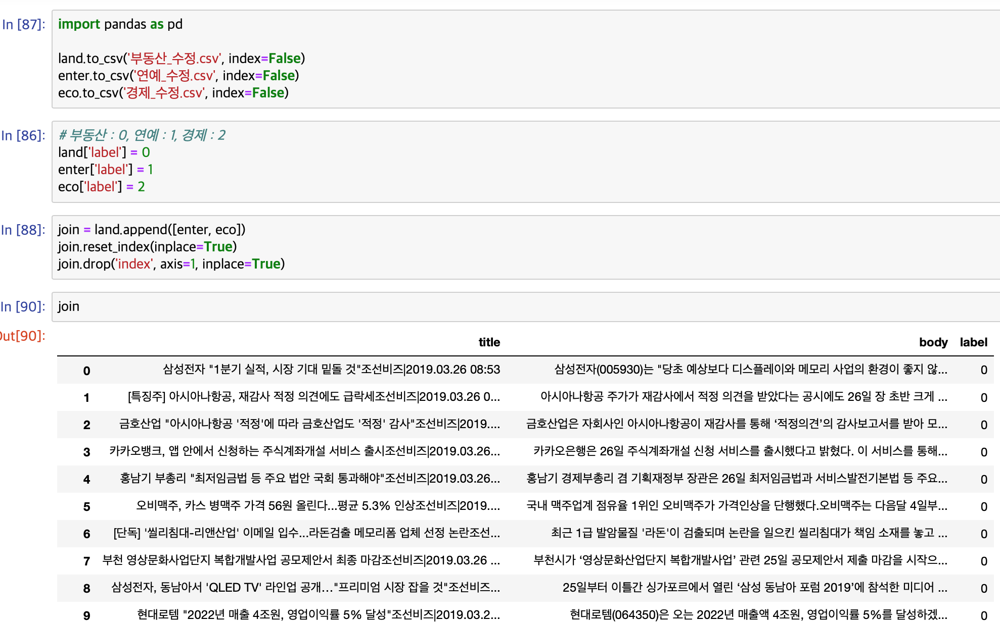 In [87]:
import pandas as pd
land.to_csv('부동산_수정.csv', index=False)
enter.to_csv('연예_수정.csv', index=False)
eco.to_csv('경제_수정.csv', index=False)
In [86]:
# 부동산 : 0, 연예 : 1, 경제 : 2
land['label'] = 0
enter['label'] = 1
eco['label'] = 2
In [88]:
join = land.append([enter, eco])
join.reset_index(inplace=True)
join.drop('index', axis=1, inplace=True)
In [90]:
join
Out[90]:
title body label
0 삼성전자 "1분기 실적, 시장 기대 밑돌 것"조선비즈|2019.03.26 08:53 삼성전자(005930)는 "당초 예상보다 디스플레이와 메모리 사업의 환경이 좋지 않... 0
1 [특징주] 아시아나항공, 재감사 적정 의견에도 급락세조선비즈|2019.03.26 0... 아시아나항공 주가가 재감사에서 적정 의견을 받았다는 공시에도 26일 장 초반 크게 ... 0
2 금호산업 "아시아나항공 '적정'에 따라 금호산업도 '적정' 감사"조선비즈|2019.... 금호산업은 자회사인 아시아나항공이 재감사를 통해 ‘적정의견’의 감사보고서를 받아 모... 0
3 카카오뱅크, 앱 안에서 신청하는 주식계좌개설 서비스 출시조선비즈|2019.03.26... 카카오은행은 26일 주식계좌개설 신청 서비스를 출시했다고 밝혔다. 이 서비스를 통해... 0
4 홍남기 부총리 "최저임금법 등 주요 법안 국회 통과해야"조선비즈|2019.03.26... 홍남기 경제부총리 겸 기획재정부 장관은 26일 최저임금법과 서비스발전기본법 등 주요... 0
5 오비맥주, 카스 병맥주 가격 56원 올린다…평균 5.3% 인상조선비즈|2019.... 국내 맥주업계 점유율 1위인 오비맥주가 가격인상을 단행했다.오비맥주는 다음달 4일부... 0
6 [단독] '씰리침대-리앤산업' 이메일 입수…라돈검출 메모리폼 업체 선정 논란조선... 최근 1급 발암물질 '라돈'이 검출되며 논란을 일으킨 씰리침대가 책임 소재를 놓고 ... 0
7 부천 영상문화사업단지 복합개발사업 공모제안서 최종 마감조선비즈|2019.03.26 ... 부천시가 ‘영상문화산업단지 복합개발사업’ 관련 25일 공모제안서 제출 마감을 시작으... 0
8 삼성전자, 동남아서 'QLED TV' 라인업 공개…"프리미엄 시장 잡을 것"조선비즈... 25일부터 이틀간 싱가포르에서 열린 ‘삼성 동남아 포럼 2019’에 참석한 미디어 ... 0
9 현대로템 "2022년 매출 4조원, 영업이익률 5% 달성"조선비즈|2019.03.2... 현대로템(064350)은 오는 2022년 매출액 4조원, 영업이익률 5%를 달성하겠... 0